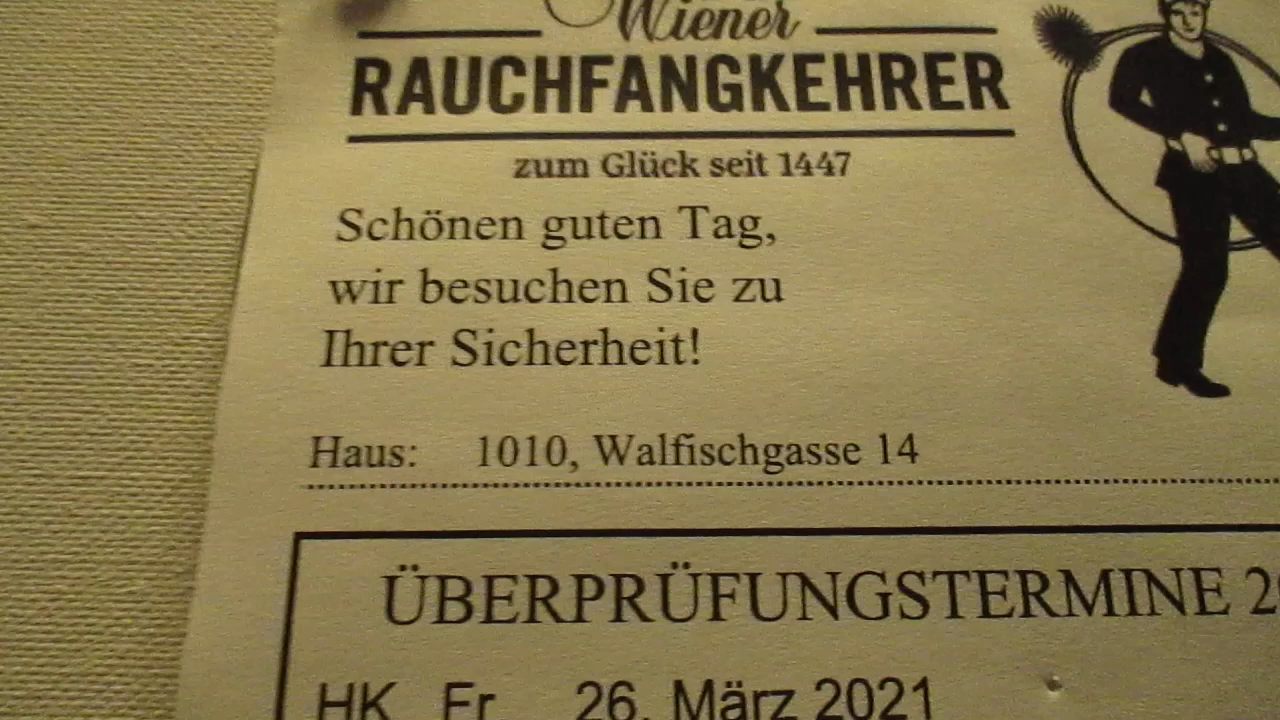 Wiener
RAUCHFANGKEHRER
zum Glück seit 1447
Schönen guten Tag,
wir besuchen Sie zu
Ihrer Sicherheit!
Haus: 1010, Walfischgasse 14
ÜBERPRÜFUNGSTERMINE
HK Fr 26. März 2021